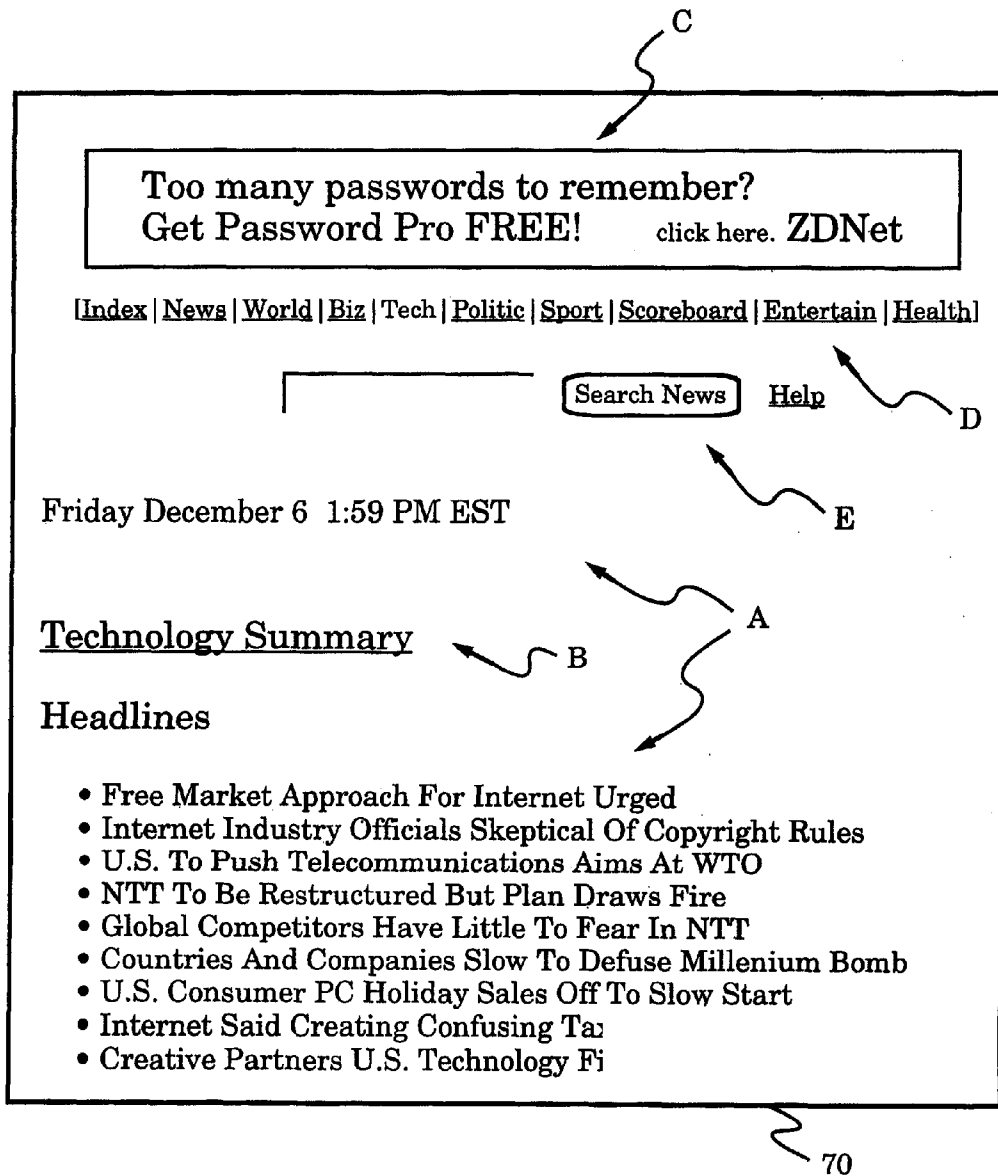 C
Too many passwords to remember?
Get Password Pro FREE! click here. ZDNet
[Index | News | World | Biz | Tech | Politic | Sport | Scoreboard | Entertain | Health]
Search News Help
D
E
Friday December 6 1:59 PM EST
A
Technology Summary
B
Headlines
• Free Market Approach For Internet Urged
• Internet Industry Officials Skeptical Of Copyright Rules
• U.S. To Push Telecommunications Aims At WTO
• NTT To Be Restructured But Plan Draws Fire
• Global Competitors Have Little To Fear In NTT
• Countries And Companies Slow To Defuse Millenium Bomb
• U.S. Consumer PC Holiday Sales Off To Slow Start
• Internet Said Creating Confusing
• Creative Partners U.S. Technology
70